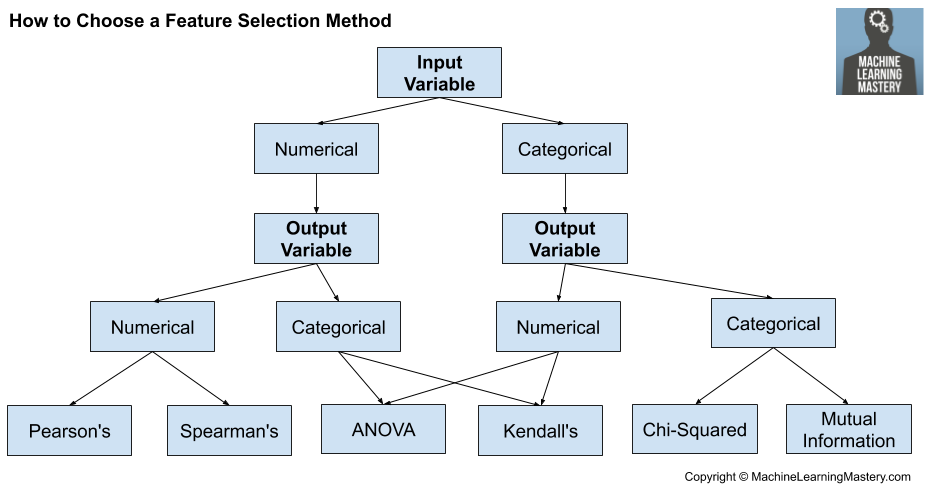 How to Choose a Feature Selection Method
MACHINE
LEARNING
MASTERY
Input
Variable
Numerical
Categorical
Output
Variable
Output
Variable
Numerical
Categorical
Numerical
Categorical
Pearson's
Spearman's
ANOVA
Kendall's
Chi-Squared
Mutual
Information
Copyright © MachineLearningMastery.com